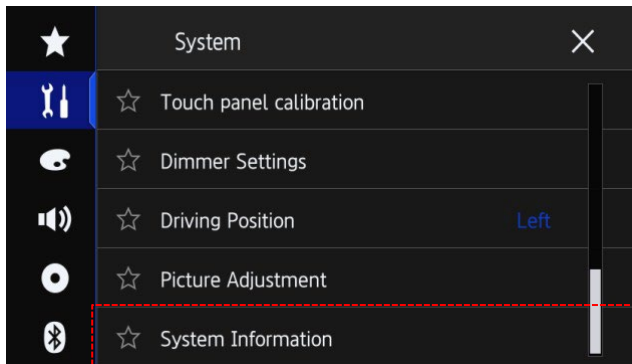 System
Touch panel calibration
Dimmer Settings
Driving Position Left
Picture Adjustment
System Information